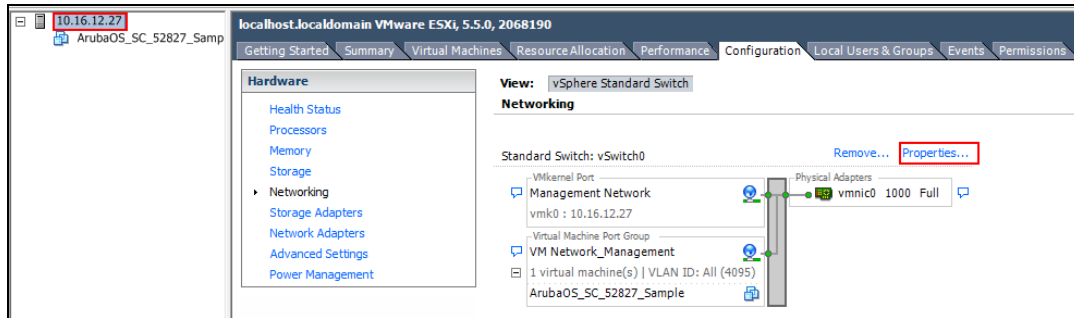 10.16.12.27
ArubaOS_SC_52827_Samp
localhost.localdomain VMware ESXi, 5.5.0, 2068190
Getting Started Summary Virtual Machines Resource Allocation Performance Configuration Local Users & Groups Events Permissions
Hardware
Health Status
Processors
Memory
Storage
Networking
Storage Adapters
Network Adapters
Advanced Settings
Power Management
View: vSphere Standard Switch
Networking
Standard Switch: vSwitch0 Remove... Properties...
VMkernel Port
Management Network
vmk0 : 10.16.12.27
Physical Adapters
vmnic0 1000 Full
Virtual Machine Port Group
VM Network_Management
1 virtual machine(s) | VLAN ID: All (4095)
ArubaOS_SC_52827_Sample